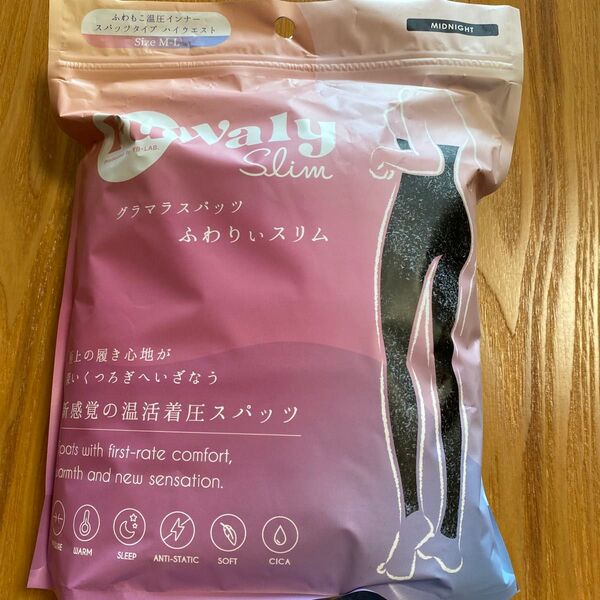 ふわもこ温圧インナー
スパッツタイプ ハイウエスト
Size M-L
MIDNIGHT
Slim
グラマラスパッツ
ふわりぃスリム
上の履き心地が
いくつろぎへいざなう
新感覚の温活着圧スパッツ
with first-rate comfort,
and new sensation.
WARM
SLEEP
ANTI-STATIC
SOFT
CICA